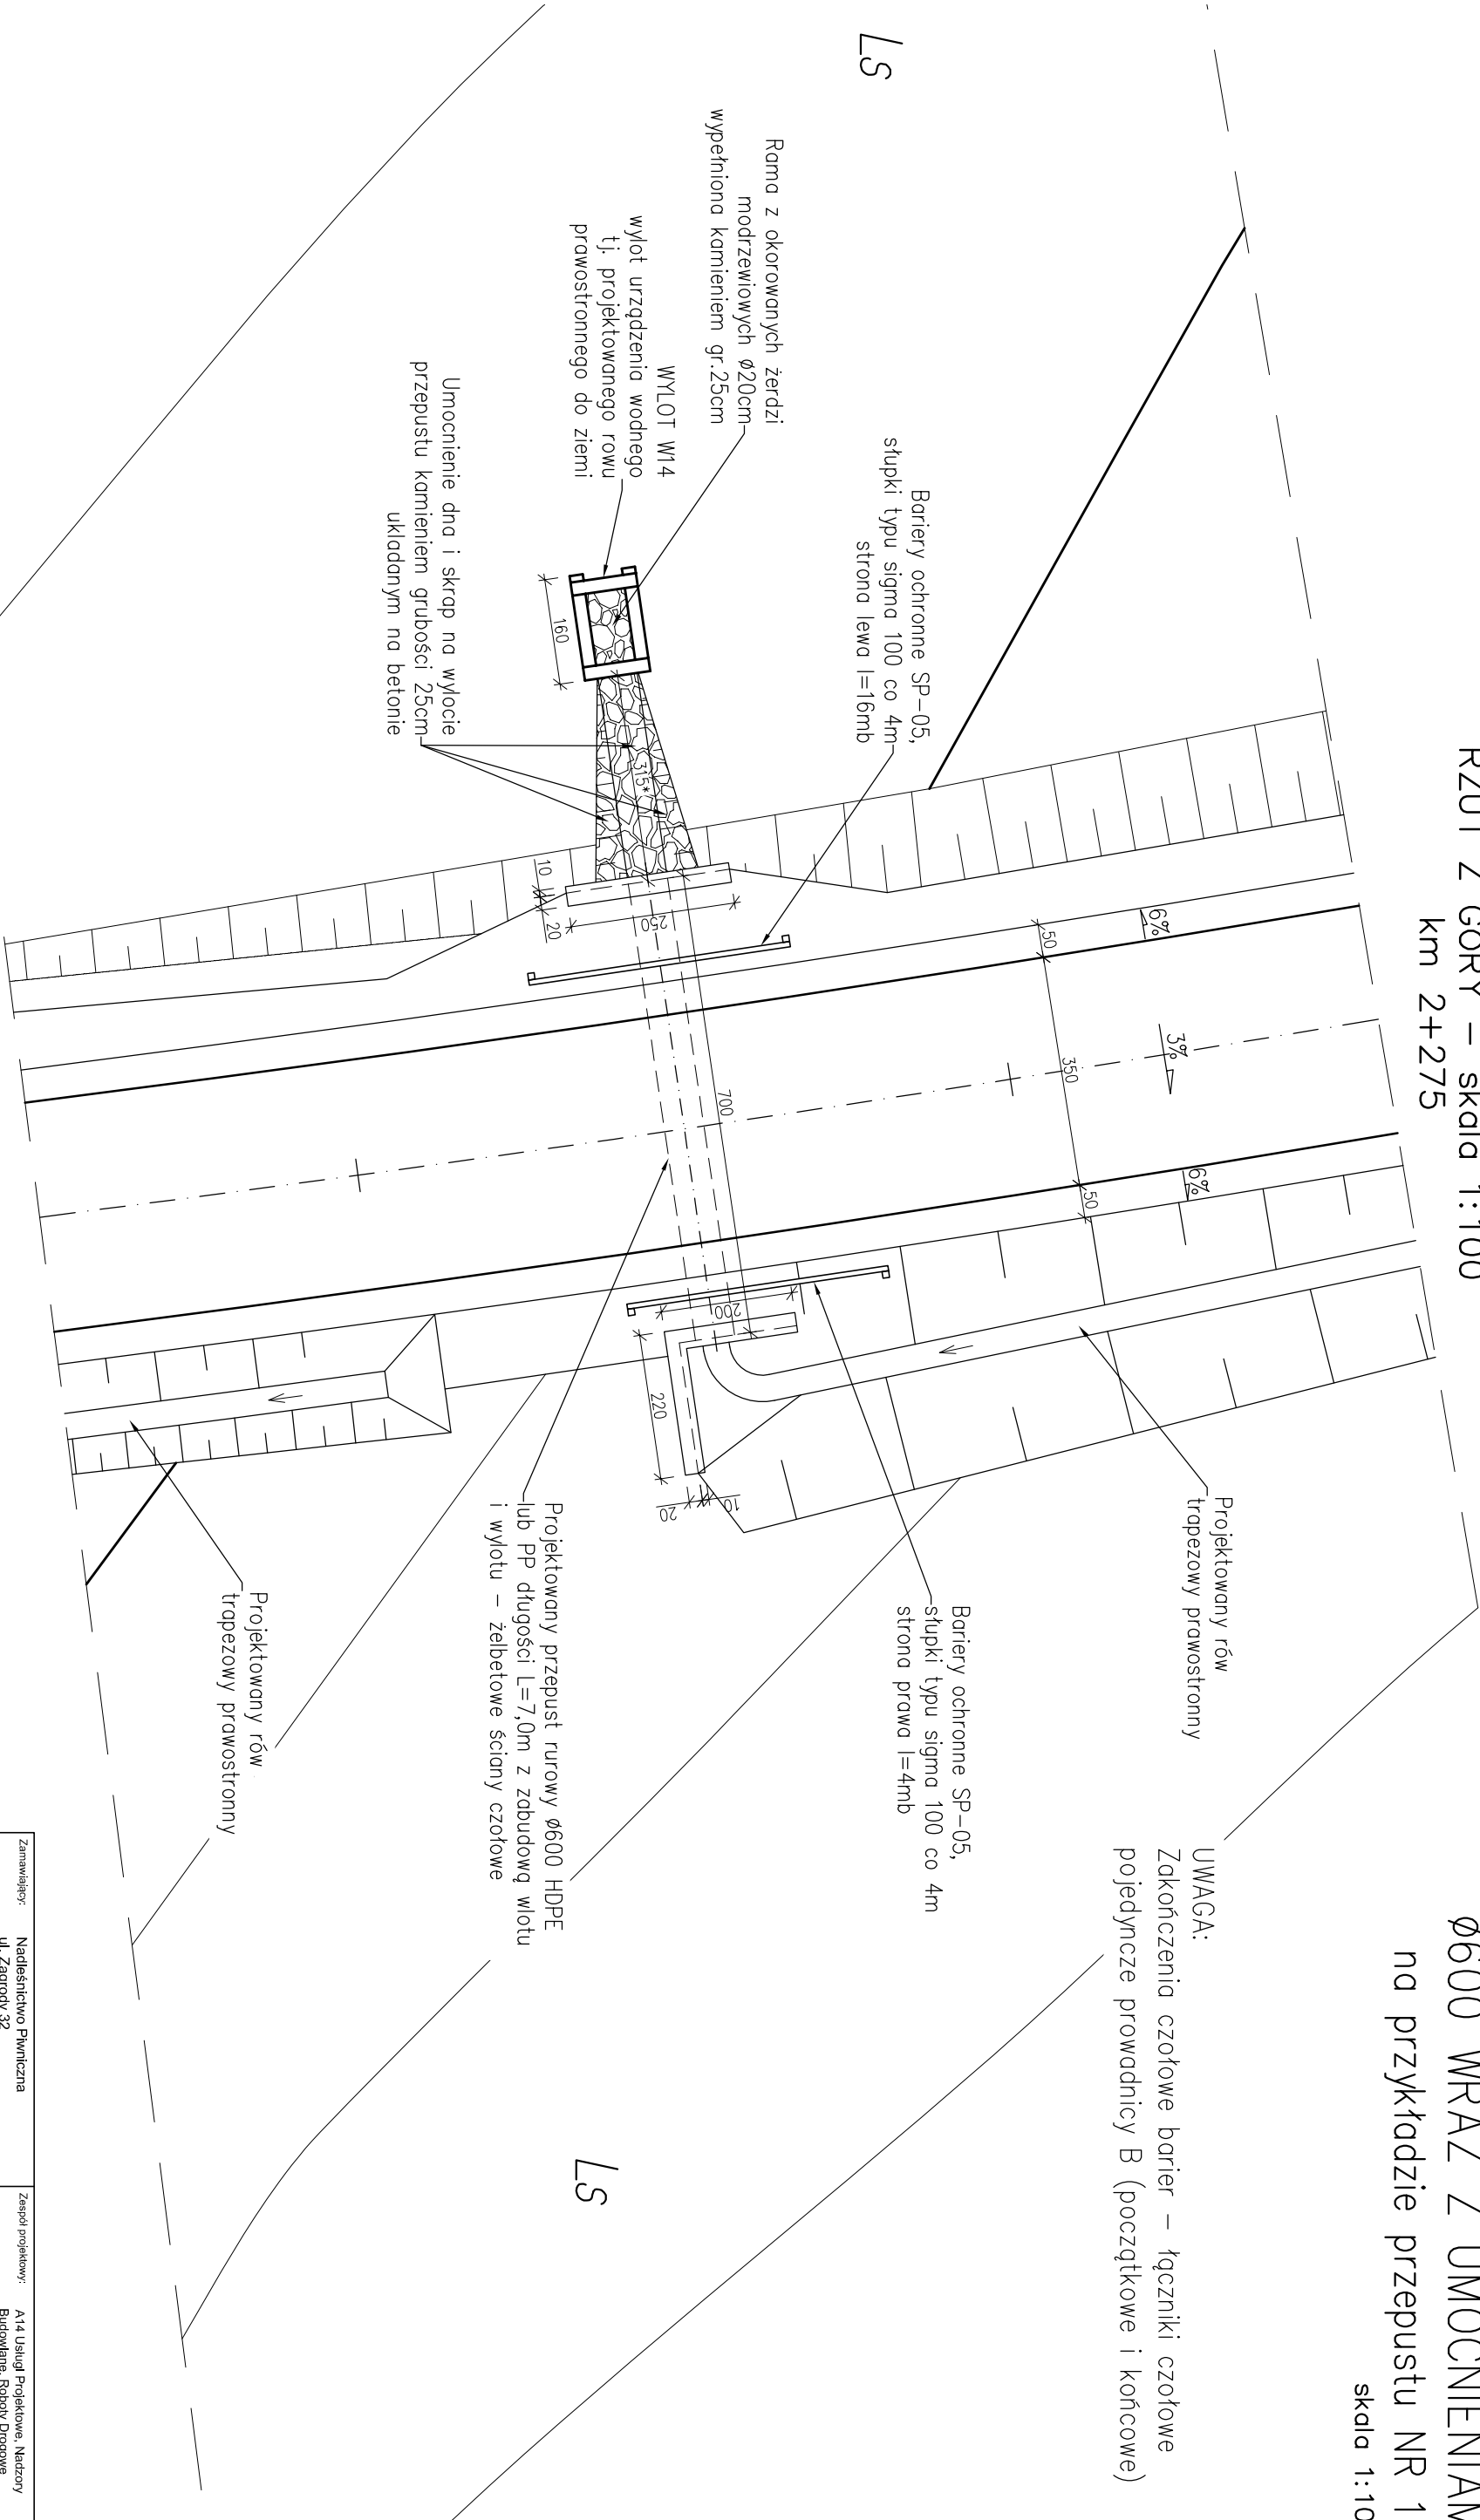 Ø600 WRAZ Z UMOCNIENIAM
na przykładzie przepustu NR 1
skala 1:10
RZUT Z GÓRY – skala 1:100
km 2+275
Ls
Rama z okorowanych żerdzi
modrzewiowych Ø20cm
wypełniona kamieniem gr.25cm
WYLOT W14
wylot urządzenia wodnego
tj. projektowanego rowu
prawostronnego do ziemi
Umocnienie dna i skrap na wylocie
przepustu kamieniem grubości 25cm
układanym na betonie
Bariery ochronne SP-05,
słupki typu sigma 100 co 4m
strona lewa l=16mb
160
315*
10
20
250
6%
50
3%
350
700
6%
50
200
220
10
20
Projektowany rów
trapezowy prawostronny
Bariery ochronne SP-05,
słupki typu sigma 100 co 4m
strona prawa l=4mb
Projektowany przepust rurowy Ø600 HDPE
lub PP długości L=7,0m z zabudową wlotu
i wylotu – żelbetowe ściany czołowe
Projektowany rów
trapezowy prawostronny
UWAGA:
Zakończenia czołowe barier – łączniki czołowe
pojedyncze prowadnicy B (początkowe i końcowe)
Ls
Zamawiający:
Nadleśnictwo Piwniczna
ul. Zagrody 32
Zespół projektowy:
A14 Usługi Projektowe, Nadzory
Budowlane, Roboty Drogowe